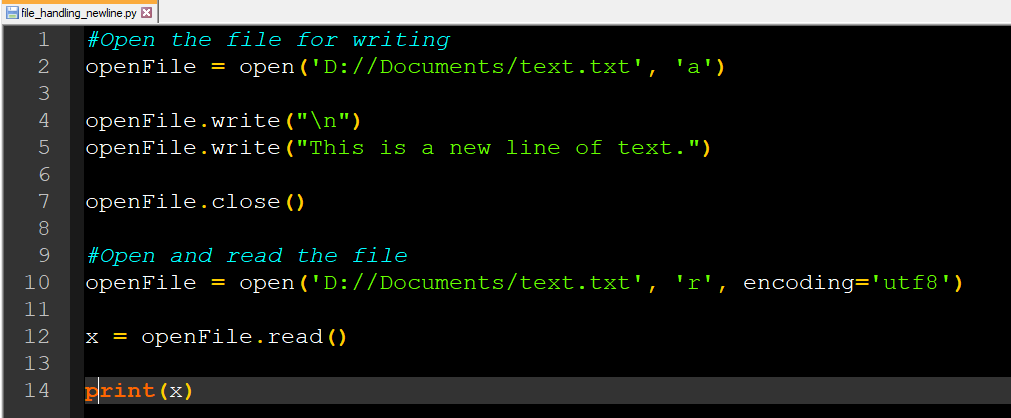 file_handling_newline.py
1 #Open the file for writing
2 openFile = open('D://Documents/text.txt', 'a')
3
4 openFile.write("\n")
5 openFile.write("This is a new line of text.")
6
7 openFile.close()
8
9 #Open and read the file
10 openFile = open('D://Documents/text.txt', 'r', encoding='utf8')
11
12 x = openFile.read()
13
14 print(x)